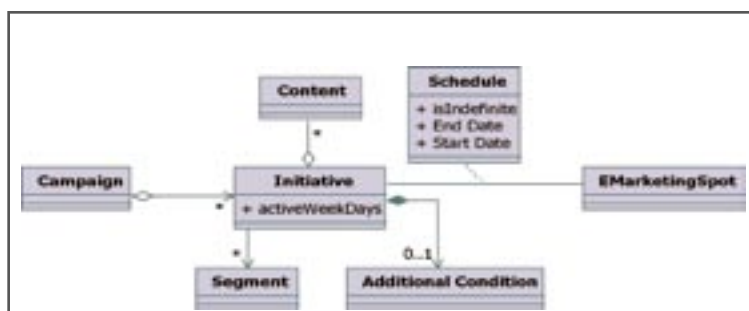 Schedule
+ isIndefinite
+ End Date
+ Start Date
Content
*
Campaign
*
Initiative
+ activeWeekDays
EMarketingSpot
*
0..1
Segment
Additional Condition